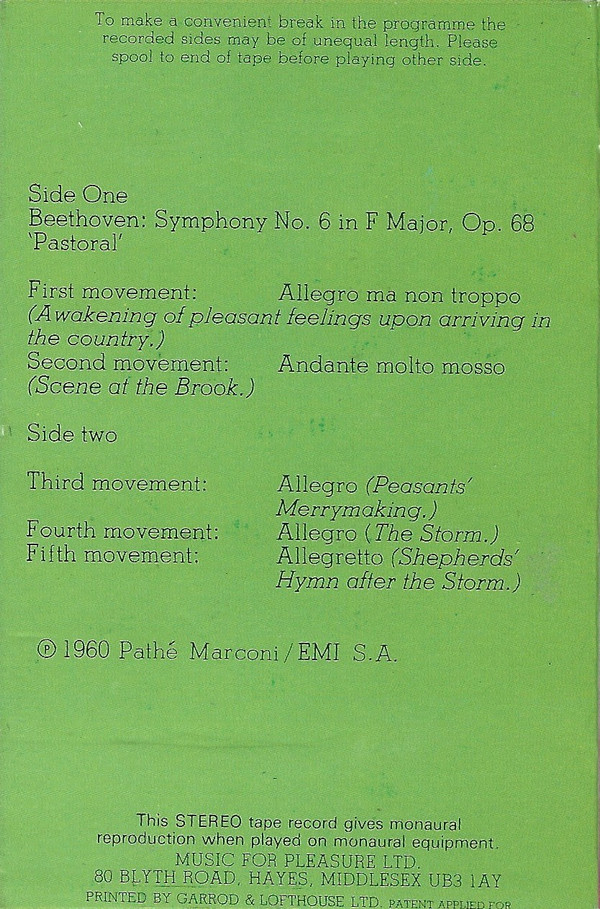 To make a convenient break in the programme the
recorded sides may be of unequal length. Please
spool to end of tape before playing other side.
Side One
Beethoven: Symphony No. 6 in F Major, Op. 68
'Pastoral'
First movement: Allegro ma non troppo
(Awakening of pleasant feelings upon arriving in
the country.)
Second movement: Andante molto mosso
(Scene at the Brook.)
Side two
Third movement: Allegro (Peasants'
Merrymaking.)
Fourth movement: Allegro (The Storm.)
Fifth movement: Allegretto (Shepherds'
Hymn after the Storm.)
℗ 1960 Pathé Marconi/EMI S.A.
This STEREO tape record gives monaural
reproduction when played on monaural equipment.
MUSIC FOR PLEASURE LTD.
80 BLYTH ROAD, HAYES, MIDDLESEX UB3 1AY
PRINTED BY GARROD & LOFTHOUSE LTD. PATENT APPLIED FOR